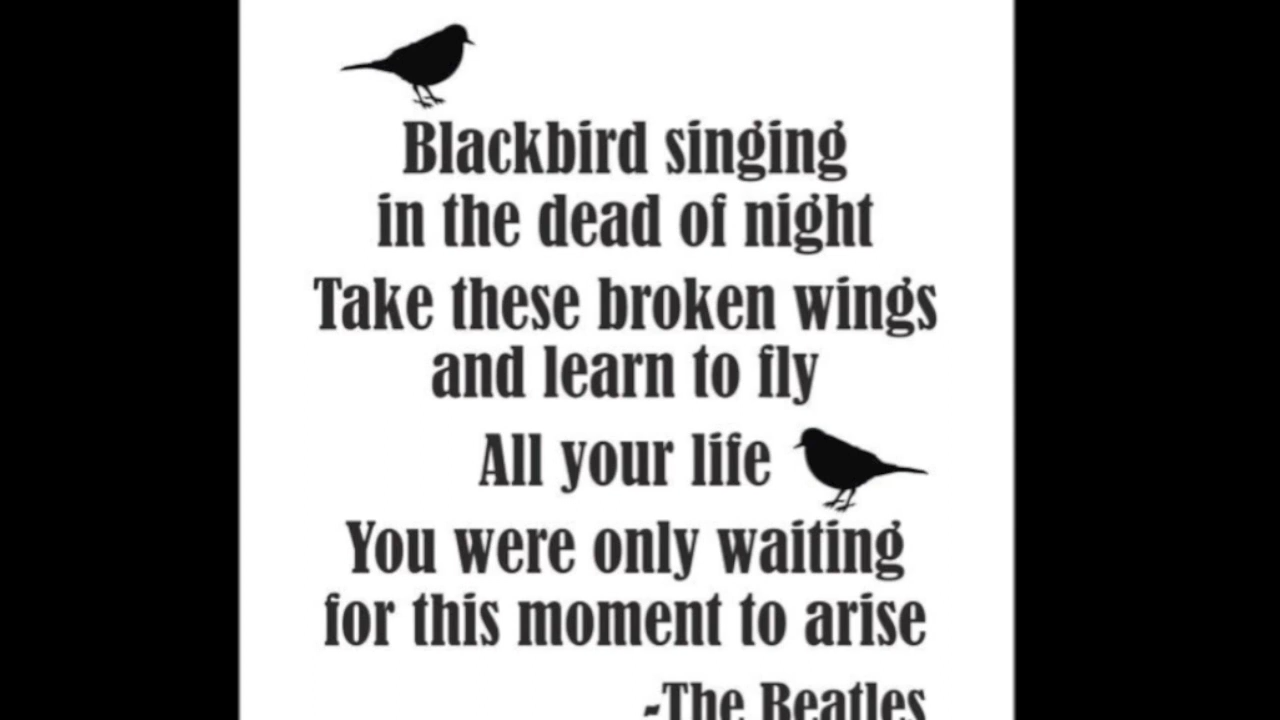 Blackbird singing
in the dead of night
Take these broken wings
and learn to fly
All your life
You were only waiting
for this moment to arise
-The Beatles